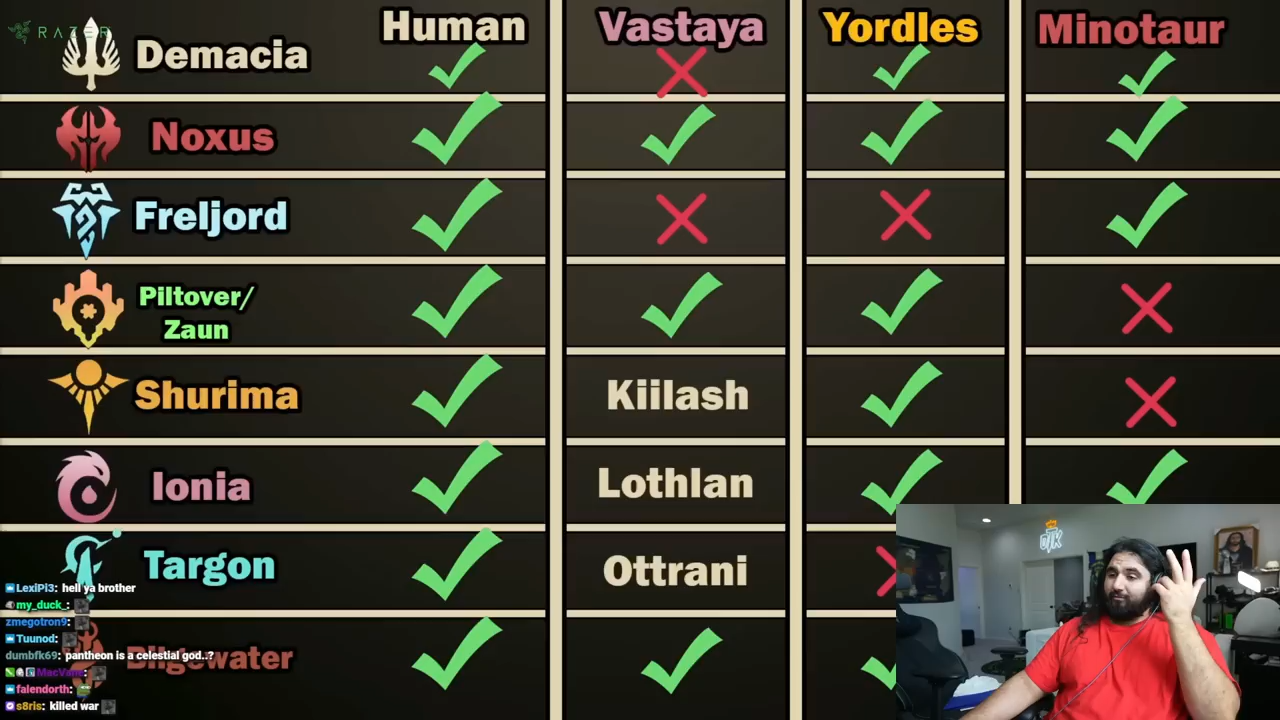 RAZER
Human
Vastaya
Yordles
Minotaur
Demacia
Noxus
Freljord
Piltover/
Zaun
Shurima
Kiilash
Ionia
Lothlan
Targon
Ottrani
Bilgewater
LexiPi3: hell ya brother
my_duck_:
zmegotron9:
Tuunod:
dumbfk69: pantheon is a celestial god..?
MacVane:
falendorth:
s8ris: killed war